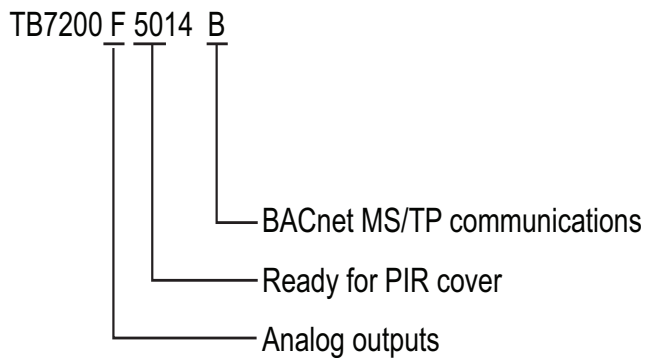 TB7200 F 5014 B
BACnet MS/TP communications
Ready for PIR cover
Analog outputs